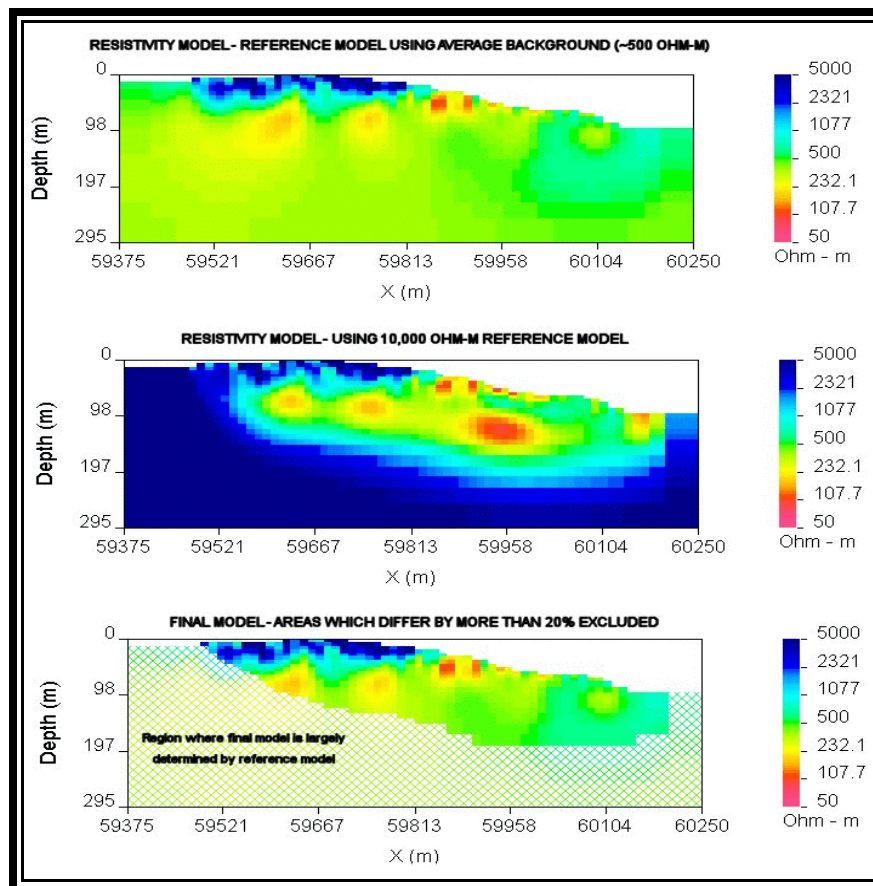 RESISTIVITY MODEL - REFERENCE MODEL USING AVERAGE BACKGROUND (~500 OHM-M)
0
98
197
295
Depth (m)
59375 59521 59667 59813 59958 60104 60250
X (m)
5000
2321
1077
500
232.1
107.7
50
Ohm - m
RESISTIVITY MODEL - USING 10,000 OHM-M REFERENCE MODEL
0
98
197
295
Depth (m)
59375 59521 59667 59813 59958 60104 60250
X (m)
5000
2321
1077
500
232.1
107.7
50
Ohm - m
FINAL MODEL - AREAS WHICH DIFFER BY MORE THAN 20% EXCLUDED
0
98
197
295
Depth (m)
Region where final model is largely
determined by reference model
59375 59521 59667 59813 59958 60104 60250
X (m)
5000
2321
1077
500
232.1
107.7
50
Ohm - m